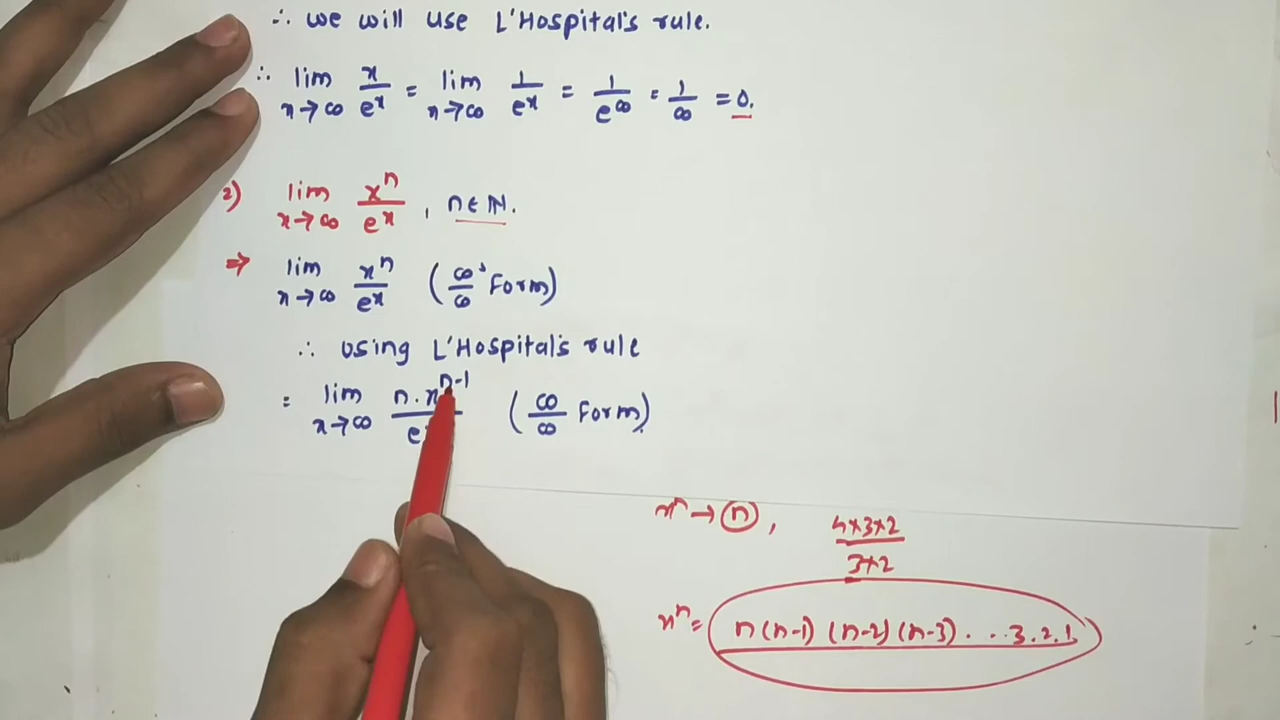 ∴ we will use L'Hospital's rule.
∴ lim x→∞ x/e^x = lim x→∞ 1/e^x = 1/e^∞ = 1/∞ = 0.
2) lim x→∞ x^n/e^x , n∈ℕ.
⇒ lim x→∞ x^n/e^x (∞/∞ Form)
∴ using L'Hospital's rule
= lim x→∞ n.x^n-1/e (∞/∞ Form).
x^n → n , 4×3×2/3×2
x^n = n(n-1) (n-2) (n-3) . . . 3.2.1